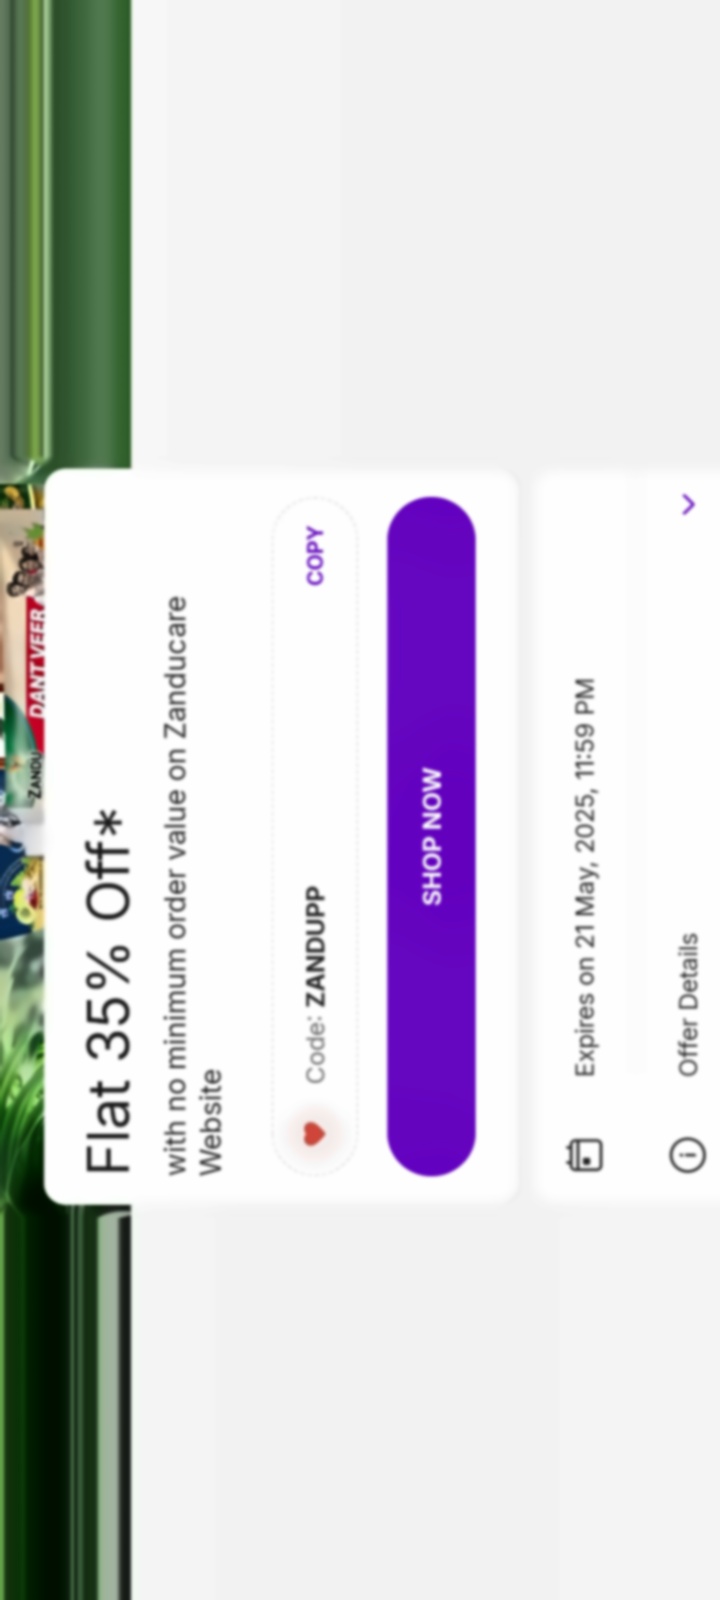 ZANDU
DANT VEER
Flat 35% Off*
with no minimum order value on Zanducare
Website
Code: ZANDUPP
COPY
SHOP NOW
Expires on 21 May, 2025, 11:59 PM
Offer Details